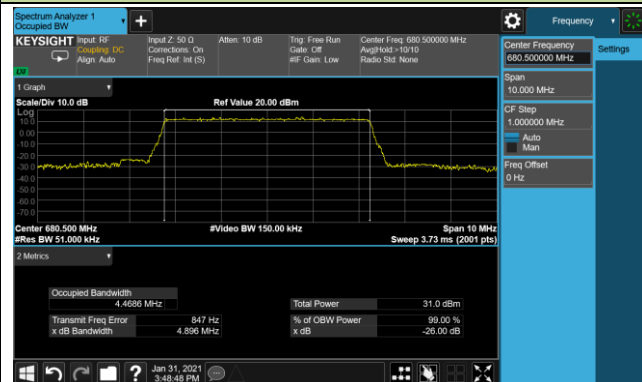 Spectrum Analyzer 1
Occupied BW
Frequency
KEYSIGHT
Input: RF
Coupling: DC
Align: Auto
Input Z: 50 Ω
Corrections: On
Freq Ref: Int (S)
Atten: 10 dB
Trig: Free Run
Gate: Off
#IF Gain: Low
Center Freq: 680.500000 MHz
Avg|Hold:>10/10
Radio Std: None
Center Frequency
680.500000 MHz
Settings
Span
10.000 MHz
CF Step
1.000000 MHz
Auto
Man
Freq Offset
0 Hz
1 Graph
Scale/Div 10.0 dB
Ref Value 20.00 dBm
Log
10.0
0.00
-10.0
-20.0
-30.0
-40.0
-50.0
-60.0
-70.0
Center 680.500 MHz
#Video BW 150.00 kHz
Span 10 MHz
#Res BW 51.000 kHz
Sweep 3.73 ms (2001 pts)
2 Metrics
Occupied Bandwidth
4.4686 MHz
Total Power 31.0 dBm
Transmit Freq Error 847 Hz
% of OBW Power 99.00 %
x dB Bandwidth 4.896 MHz
x dB -26.00 dB
Jan 31, 2021
3:48:48 PM